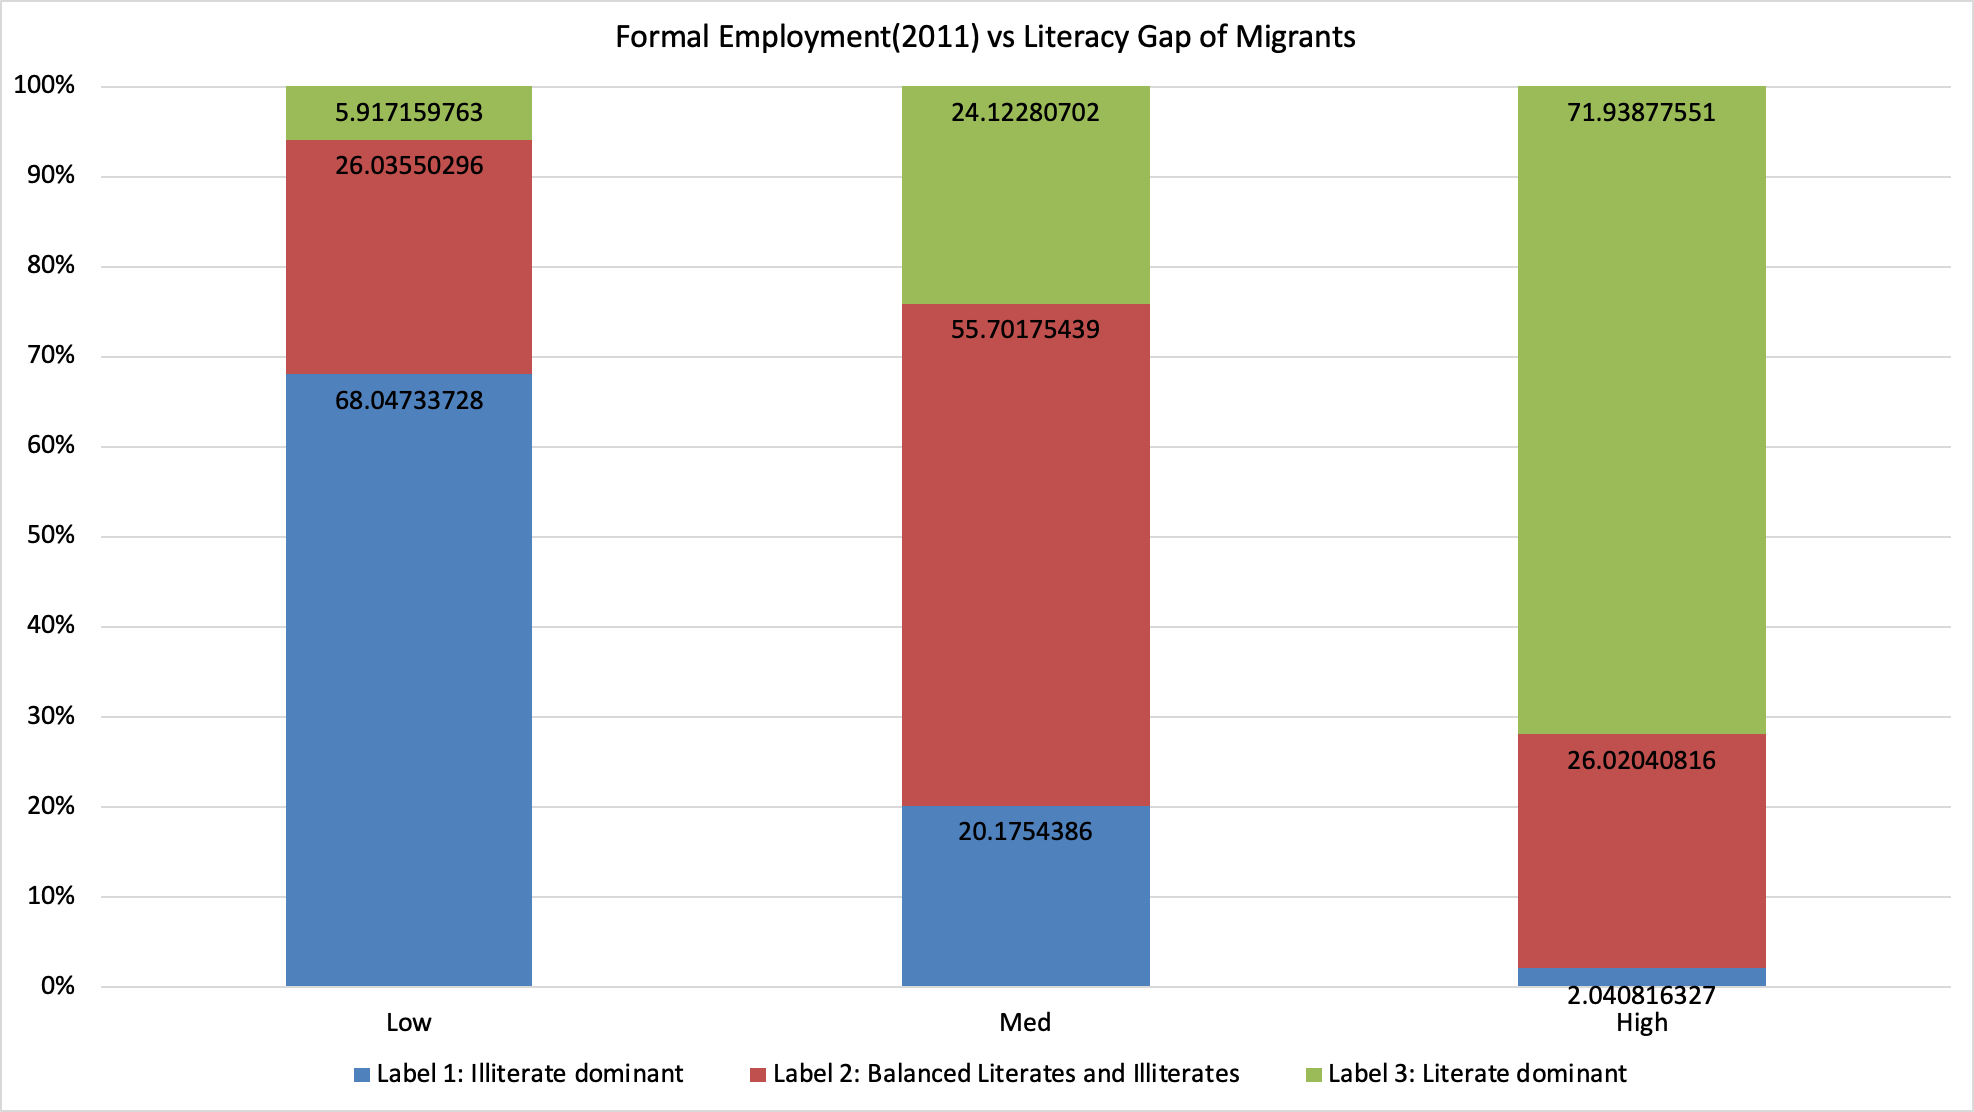 Formal Employment(2011) vs Literacy Gap of Migrants
100%
90%
80%
70%
60%
50%
40%
30%
20%
10%
0%
5.917159763
26.03550296
68.04733728
24.12280702
55.70175439
20.1754386
71.93877551
26.02040816
2.040816327
Low
Med
High
Label 1: Illiterate dominant
Label 2: Balanced Literates and Illiterates
Label 3: Literate dominant